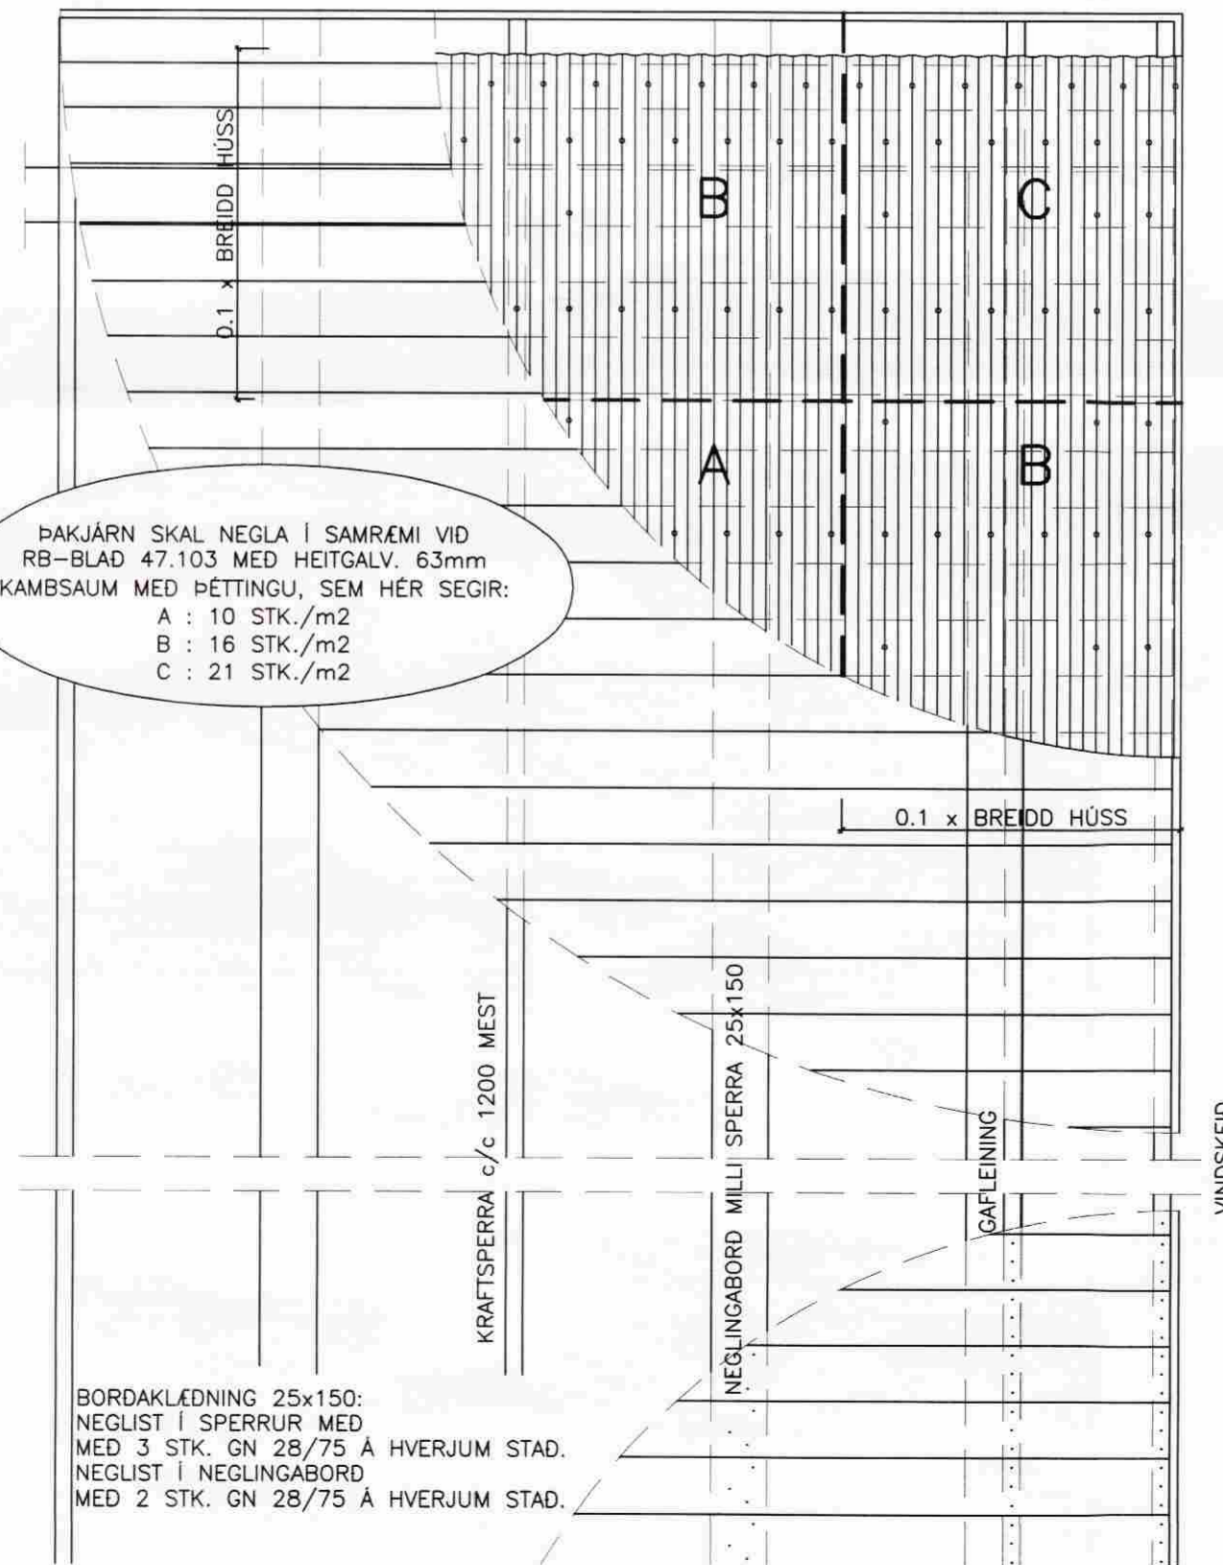 0.1 x BREIDD HÚSS
B
C
A
B
ÞAKJÁRN SKAL NEGLA Í SAMRÆMI VIÐ
RB-BLAÐ 47.103 MEÐ HEITGALV. 63mm
KAMBSAUM MEÐ ÞÉTTINGU, SEM HÉR SEGIR:
A : 10 STK./m2
B : 16 STK./m2
C : 21 STK./m2
0.1 x BREIDD HÚSS
KRAFTSPERRA c/c 1200 MEST
NEGLINGABORÐ MILLI SPERRA 25x150
GAFLEINING
VINDSKEIÐ
BORÐAKLÆÐNING 25x150:
NEGLIST Í SPERRUR MEÐ
MEÐ 3 STK. GN 28/75 Á HVERJUM STAÐ.
NEGLIST Í NEGLINGABORÐ
MEÐ 2 STK. GN 28/75 Á HVERJUM STAÐ.